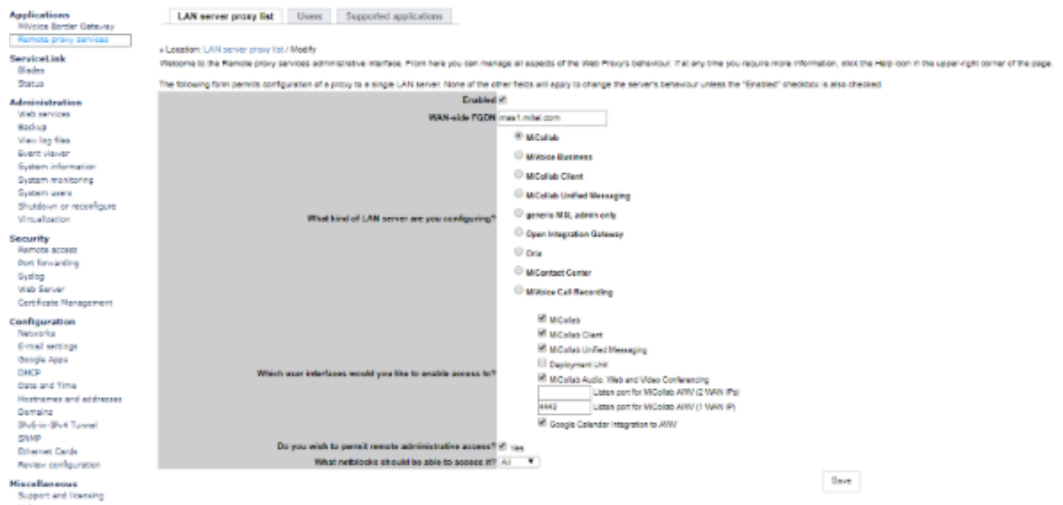 Applications
MiVoice Border Gateway
Remote proxy services
ServiceLink
Blades
Status
Administration
Web services
Backup
View log files
Event viewer
System information
System monitoring
System users
Shutdown or reconfigure
Virtualization
Security
Remote access
Port forwarding
Syslog
Web Server
Certificate Management
Configuration
Networks
E-mail settings
Google Apps
DHCP
Date and Time
Hostnames and addresses
Domains
IPv6-in-IPv4 Tunnel
SNMP
Ethernet Cards
Review configuration
Miscellaneous
Support and licensing
LAN server proxy list Users Supported applications
» Location: LAN server proxy list / Modify
Welcome to the Remote proxy services administrative interface. From here you can manage all aspects of the Web Proxy's behaviour. If at any time you require more information, click the Help icon in the upper-right corner of the page.
The following form permits configuration of a proxy to a single LAN server. None of the other fields will apply to change the server's behaviour unless the "Enabled" checkbox is also checked.
Enabled
WAN-side FQDN mas1.mitel.com
What kind of LAN server are you configuring?
MiCollab
MiVoice Business
MiCollab Client
MiCollab Unified Messaging
generic MSL admin only
Open Integration Gateway
Oria
MiContact Center
MiVoice Call Recording
Which user interfaces would you like to enable access to?
MiCollab
MiCollab Client
MiCollab Unified Messaging
Deployment Unit
MiCollab Audio, Web and Video Conferencing
Listen port for MiCollab AWV (2 WAN IPs)
4443 Listen port for MiCollab AWV (1 WAN IP)
Google Calendar Integration to AWV
Do you wish to permit remote administrative access? Yes
What netblocks should be able to access it? All
Save